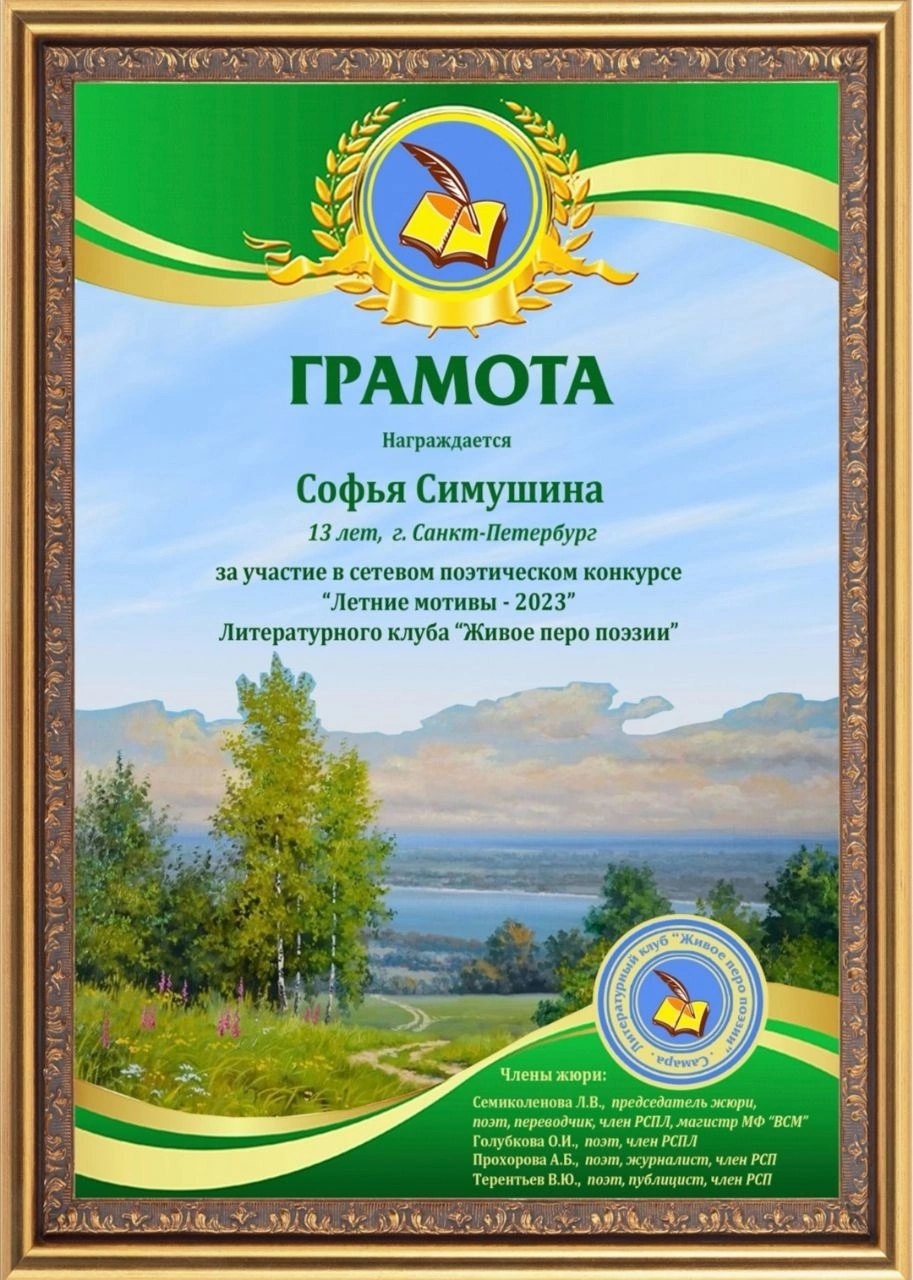 ГРАМОТА
Награждается
Софья Симушина
13 лет, г. Санкт-Петербург
за участие в сетевом поэтическом конкурсе
“Летние мотивы - 2023”
Литературного клуба “Живое перо поэзии”
Литературный клуб “Живое перо поэзии” · Самара ·
Члены жюри:
Семиколенова Л.В., председатель жюри,
поэт, переводчик, член РСПЛ, магистр МФ “ВСМ”
Голубкова О.И., поэт, член РСПЛ
Прохорова А.Б., поэт, журналист, член РСП
Терентьев В.Ю., поэт, публицист, член РСП